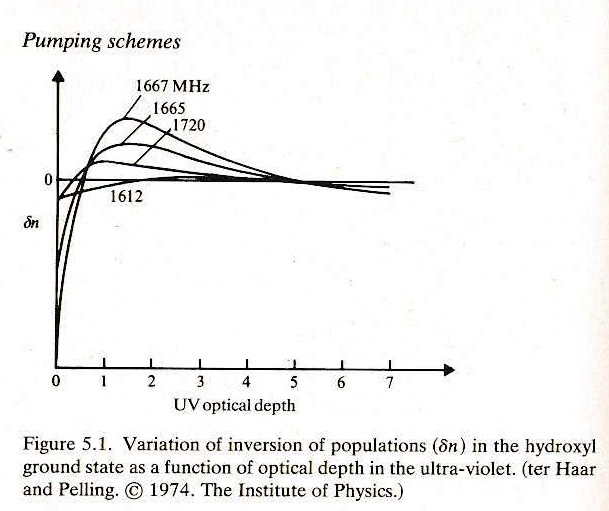 Pumping schemes
1667 MHz
1665
1720
0
1612
δn
0 1 2 3 4 5 6 7
UV optical depth
Figure 5.1. Variation of inversion of populations (δn) in the hydroxyl
ground state as a function of optical depth in the ultra-violet. (ter Haar
and Pelling. © 1974. The Institute of Physics.)